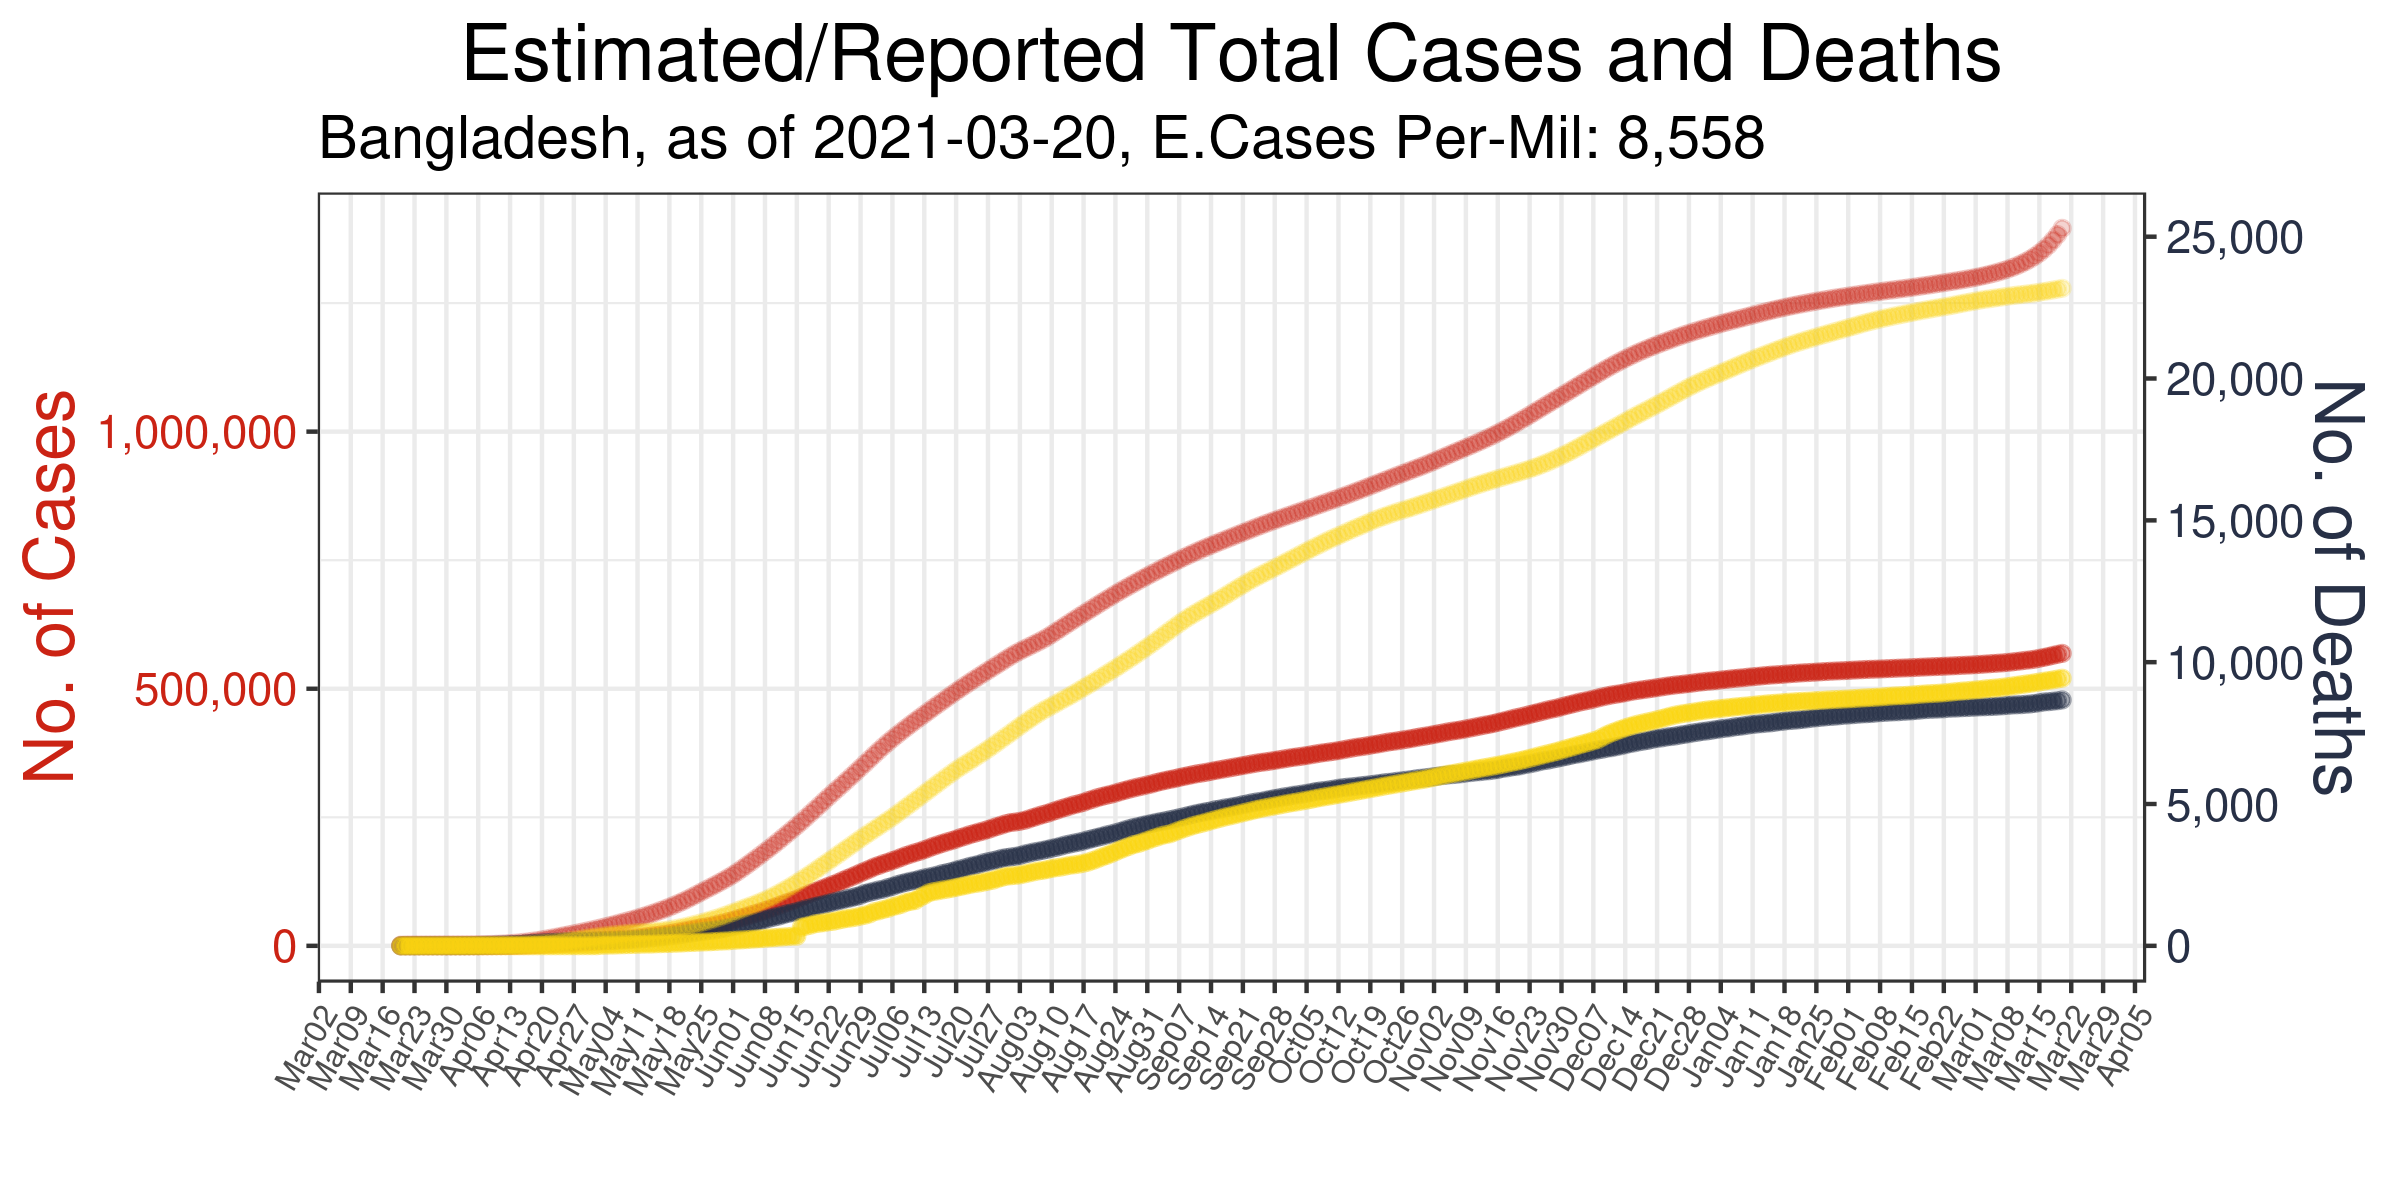 Estimated/Reported Total Cases and Deaths
Bangladesh, as of 2021-03-20, E.Cases Per-Mil: 8,558
No. of Cases
1,000,000
500,000
0
25,000
20,000
15,000
10,000
5,000
0
No. of Deaths
Mar02 Mar09 Mar16 Mar23 Mar30 Apr06 Apr13 Apr20 Apr27 May04 May11 May18 May25 Jun01 Jun08 Jun15 Jun22 Jun29 Jul06 Jul13 Jul20 Jul27 Aug03 Aug10 Aug17 Aug24 Aug31 Sep07 Sep14 Sep21 Sep28 Oct05 Oct12 Oct19 Oct26 Nov02 Nov09 Nov16 Nov23 Nov30 Dec07 Dec14 Dec21 Dec28 Jan04 Jan11 Jan18 Jan25 Feb01 Feb08 Feb15 Feb22 Mar01 Mar08 Mar15 Mar22 Mar29 Apr05